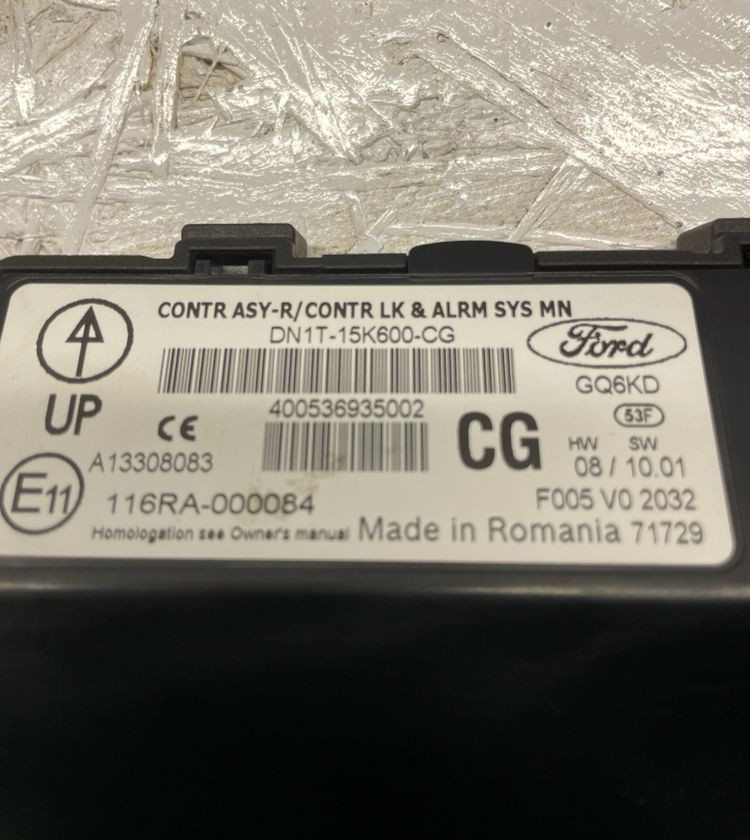 CONTR ASY-R/CONTR LK & ALRM SYS MN
DN1T-15K600-CG
Ford
GQ6KD
UP
CE
400536935002
CG
53F
HW SW
08 / 10.01
A13308083
E11
116RA-000084
F005 V0 2032
Homologation see Owner's manual Made in Romania 71729